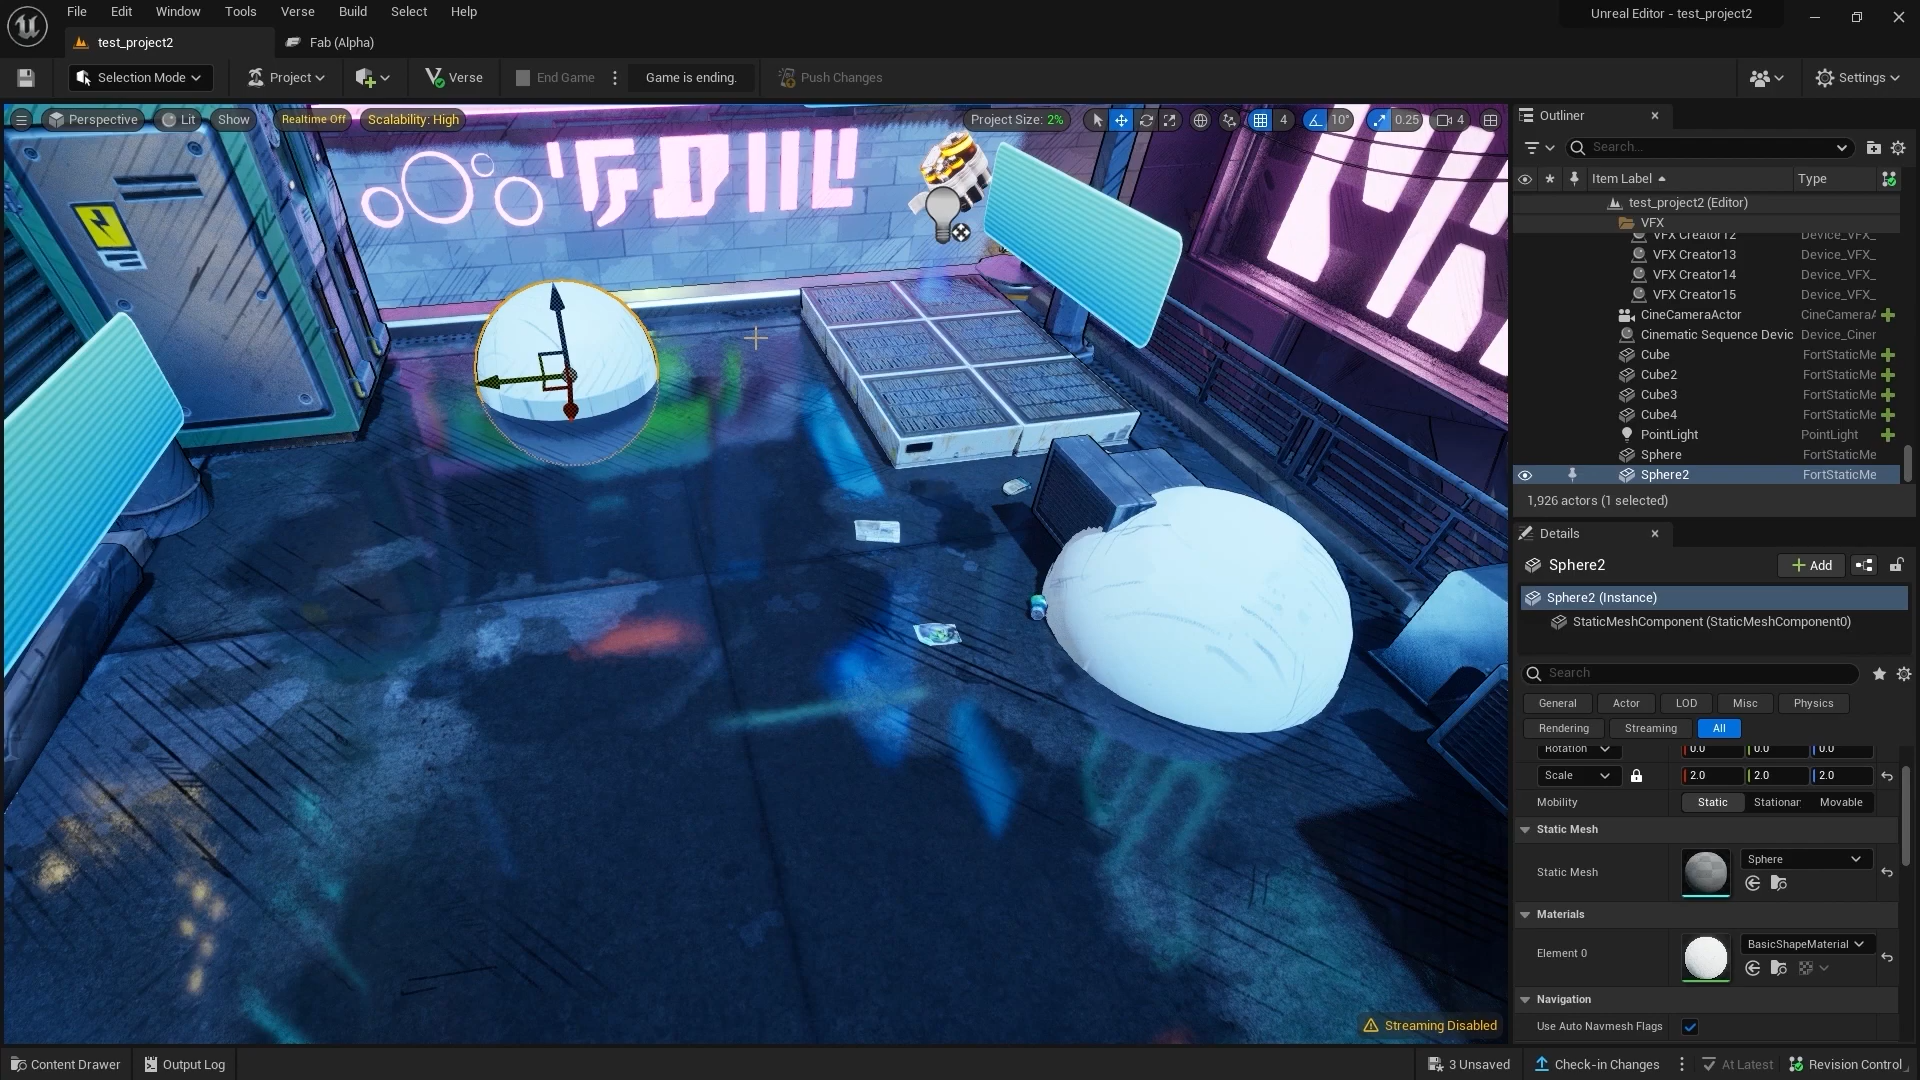 File Edit Window Tools Verse Build Select Help
Unreal Editor - test_project2
test_project2
Fab (Alpha)
Selection Mode
Project
Verse
End Game
Game is ending.
Push Changes
Settings
Perspective
Lit
Show
Realtime Off
Scalability: High
Project Size: 2%
4
10°
0.25
4
Outliner
Search...
Item Label
Type
test_project2 (Editor)
VFX
VFX Creator12 Device_VFX_
VFX Creator13 Device_VFX_
VFX Creator14 Device_VFX_
VFX Creator15 Device_VFX_
CineCameraActor CineCameraA
Cinematic Sequence Devic Device_Ciner
Cube FortStaticMe
Cube2 FortStaticMe
Cube3 FortStaticMe
Cube4 FortStaticMe
PointLight PointLight
Sphere FortStaticMe
Sphere2 FortStaticMe
1,926 actors (1 selected)
Details
Sphere2
Add
Sphere2 (Instance)
StaticMeshComponent (StaticMeshComponent0)
Search
General Actor LOD Misc Physics
Rendering Streaming All
Rotation 0.0 0.0 0.0
Scale 2.0 2.0 2.0
Mobility Static Stationar Movable
Static Mesh
Static Mesh
Sphere
Materials
Element 0
BasicShapeMaterial
Navigation
Use Auto Navmesh Flags
Streaming Disabled
Content Drawer
Output Log
3 Unsaved
Check-in Changes
At Latest
Revision Control